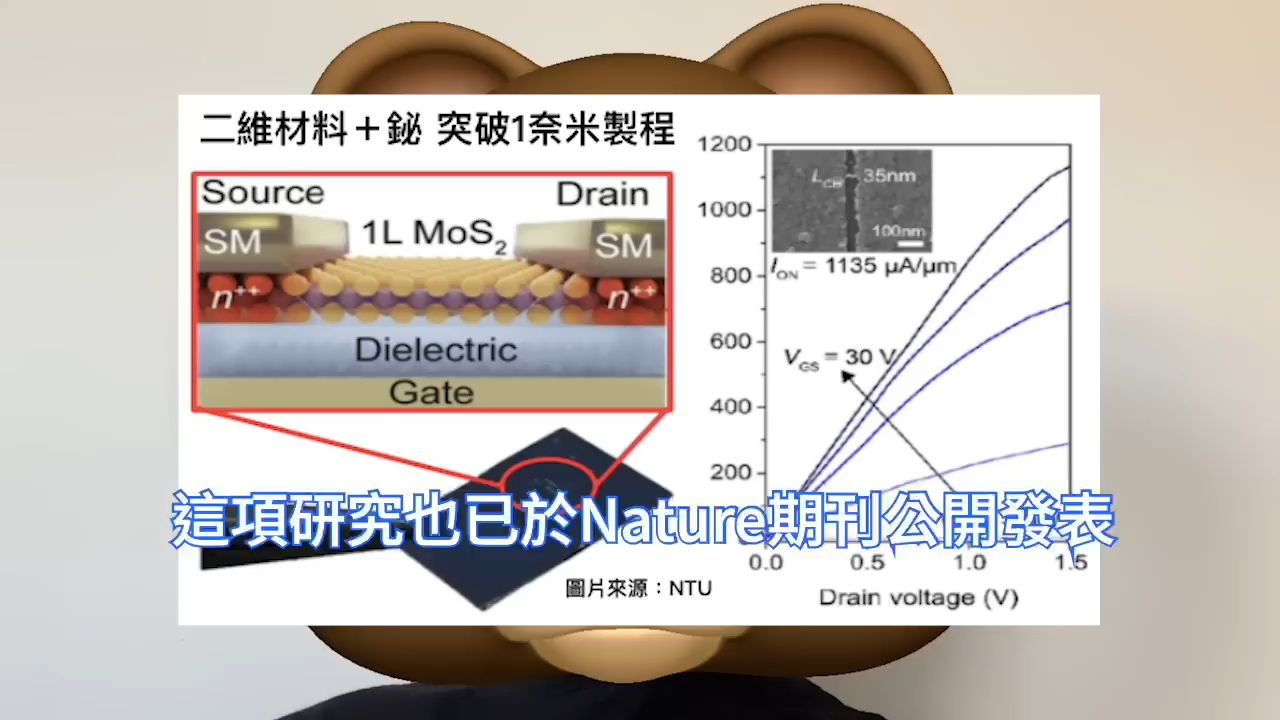 二維材料＋鉍 突破1奈米製程
Source
Drain
SM
1L MoS₂
SM
n⁺⁺
n⁺⁺
Dielectric
Gate
1200
1000
800
600
400
200
L_CH 35nm
100nm
I_ON = 1135 μA/μm
V_GS = 30 V
這項研究也已於Nature期刊公開發表
0.0 0.5 1.0 1.5
Drain voltage (V)
圖片來源：NTU